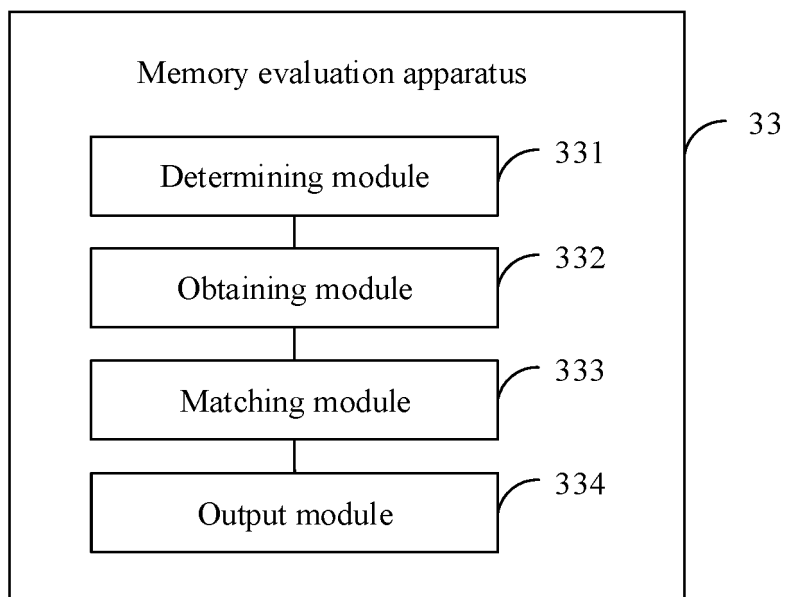 Memory evaluation apparatus
33
Determining module
331
Obtaining module
332
Matching module
333
Output module
334